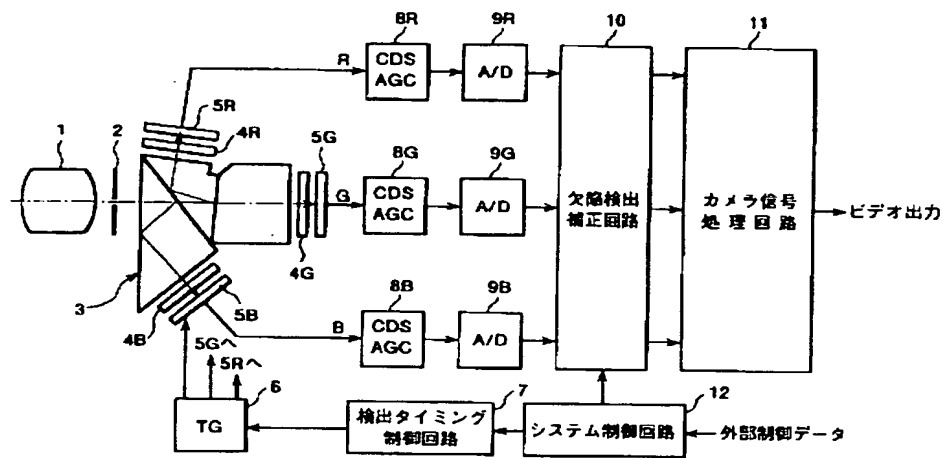 8R
9R
10
11
R
CDS
AGC
A/D
5R
4R
1
2
5G
8G
9G
G
CDS
AGC
A/D
欠陥検出
補正回路
カメラ信号
処理回路
ビデオ出力
4G
3
4B
5B
8B
9B
B
CDS
AGC
A/D
5Gへ
5Rへ
6
7
12
TG
検出タイミング
制御回路
システム制御回路
外部制御データ